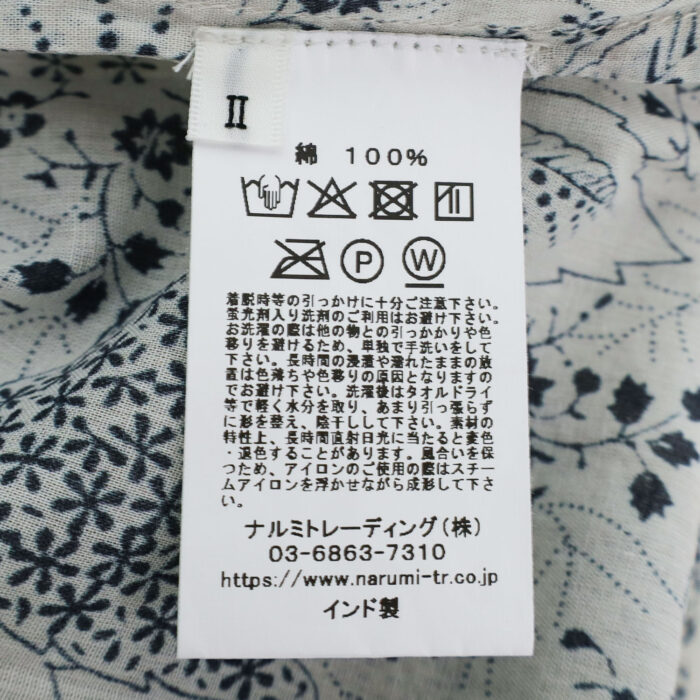 II
綿 100%
P
W
着脱時等の引っかけに十分ご注意下さい。
蛍光剤入り洗剤のご利用はお避け下さい。
お洗濯の際は他の物との引っかかりや色
移りを避けるため、単独で手洗いをして
下さい。長時間の浸漬や濡れたままの放
置は色落ちや色移りの原因となりますの
でお避け下さい。洗濯後はタオルドライ
等で軽く水分を取り、あまり引っ張らず
に形を整え、陰干しして下さい。素材の
特性上、長時間直射日光に当たると変色
・退色することがあります。風合いを保
つため、アイロンのご使用の際はスチー
ムアイロンを浮かせながら成形して下さ
い。
ナルミトレーディング(株)
03-6863-7310
https://www.narumi-tr.co.jp
インド製